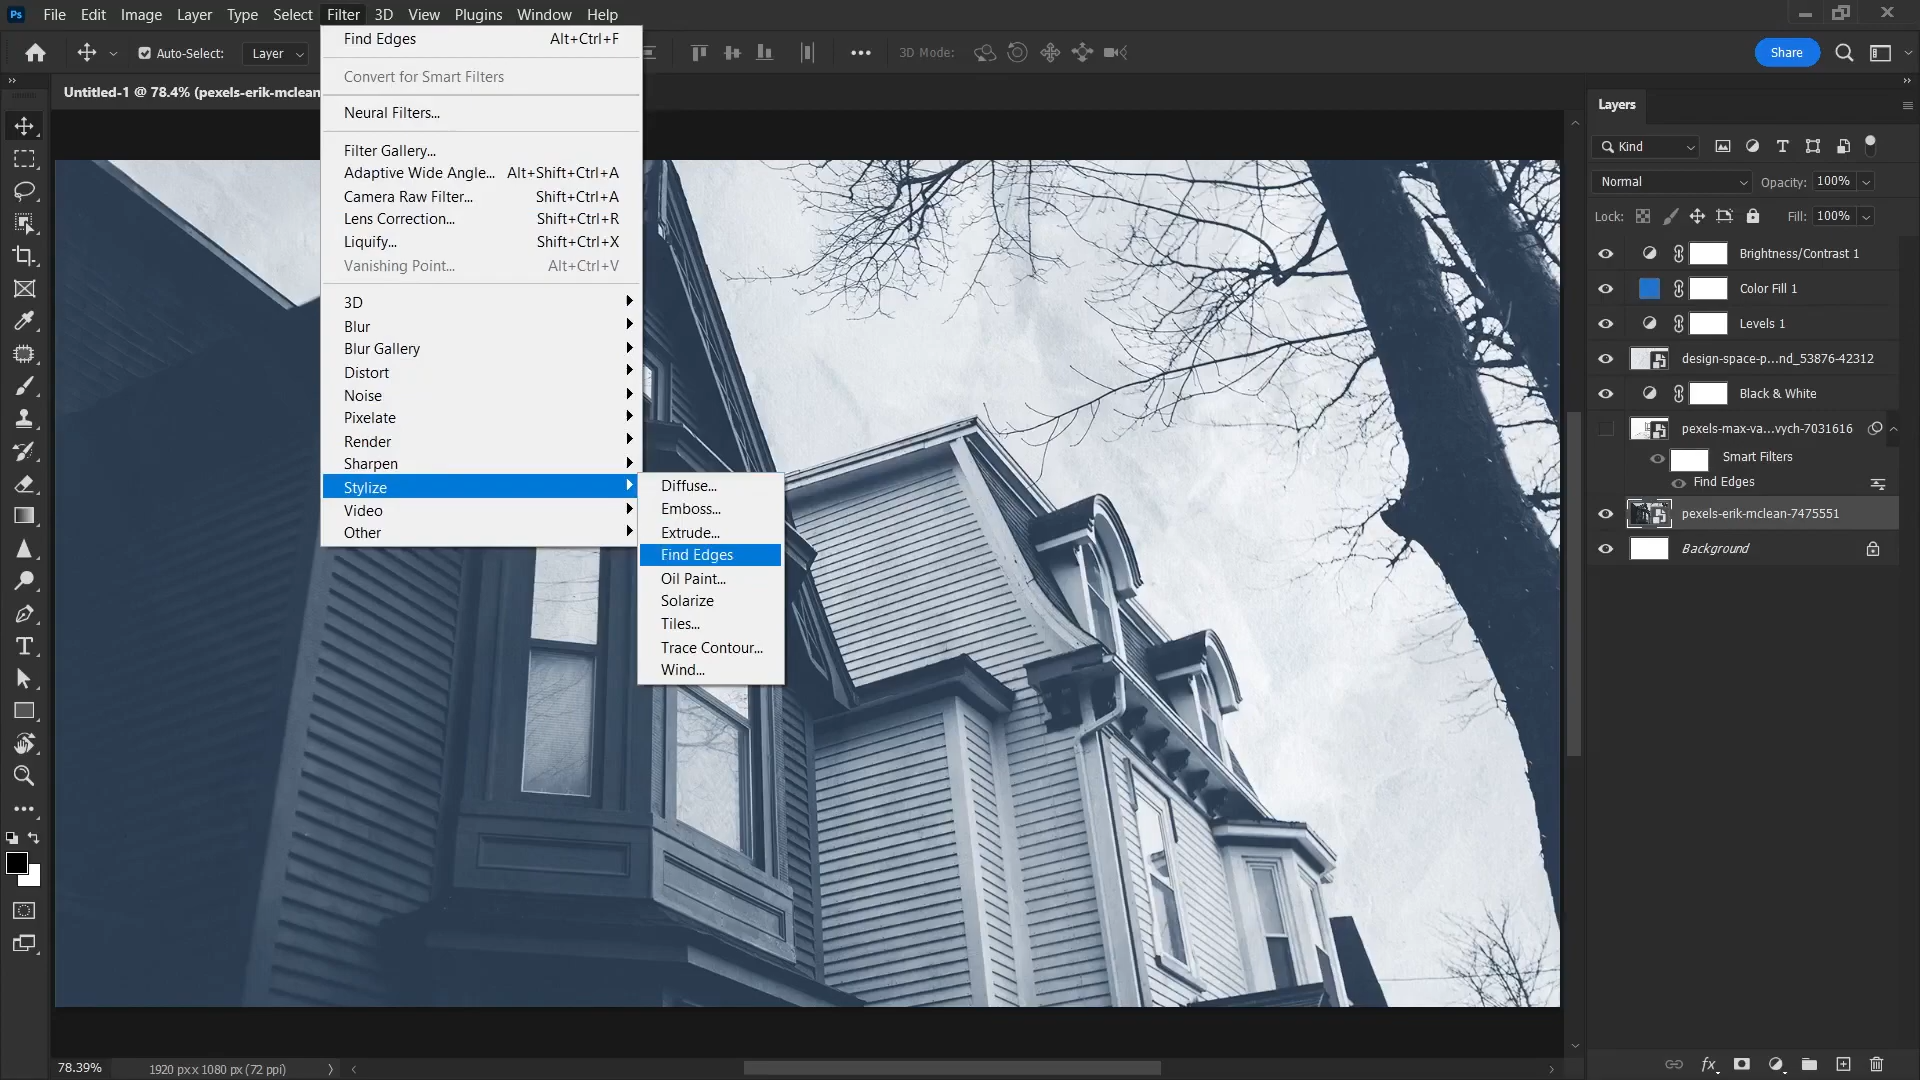 Ps File Edit Image Layer Type Select Filter 3D View Plugins Window Help
Auto-Select: Layer 3D Mode: Share
Untitled-1 @ 78.4% (pexels-erik-mclean
Find Edges Alt+Ctrl+F
Convert for Smart Filters
Neural Filters...
Filter Gallery...
Adaptive Wide Angle... Alt+Shift+Ctrl+A
Camera Raw Filter... Shift+Ctrl+A
Lens Correction... Shift+Ctrl+R
Liquify... Shift+Ctrl+X
Vanishing Point... Alt+Ctrl+V
3D
Blur
Blur Gallery
Distort
Noise
Pixelate
Render
Sharpen
Stylize
Video
Other
Diffuse...
Emboss...
Extrude...
Find Edges
Oil Paint...
Solarize
Tiles...
Trace Contour...
Wind...
Layers
Kind
Normal Opacity: 100%
Lock: Fill: 100%
Brightness/Contrast 1
Color Fill 1
Levels 1
design-space-p...nd_53876-42312
Black & White
pexels-max-va...vych-7031616
Smart Filters
Find Edges
pexels-erik-mclean-7475551
Background
78.39% 1920 px x 1080 px (72 ppi)